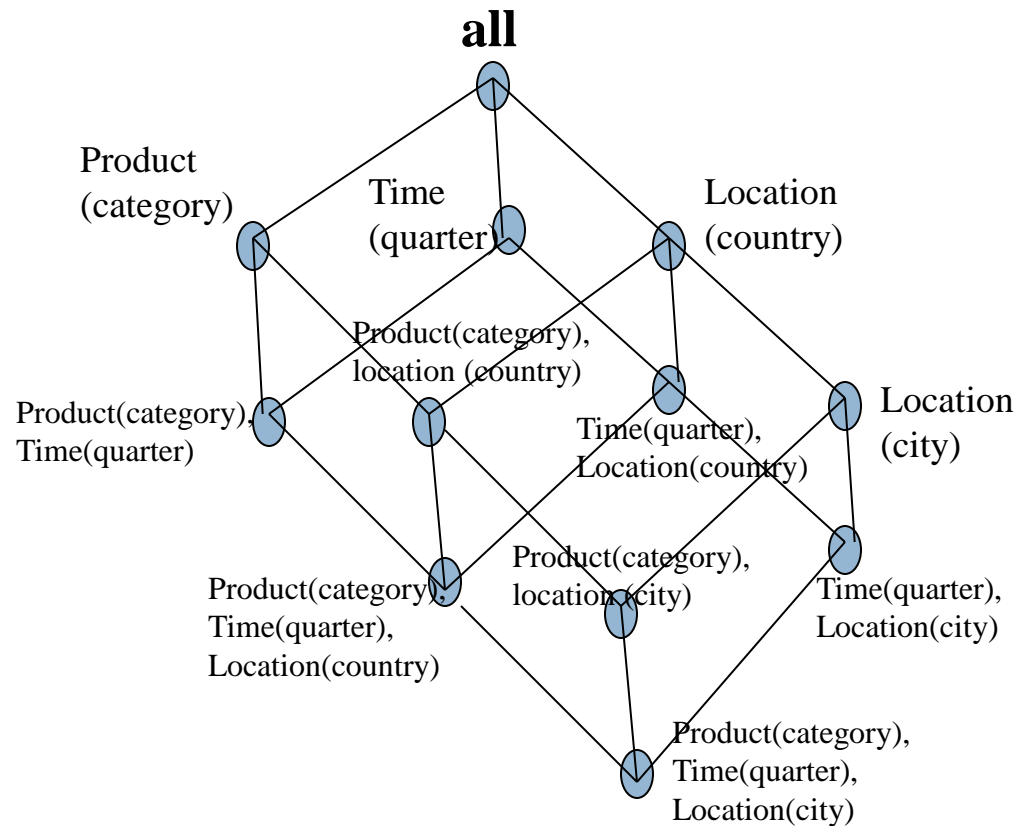 all
Product
(category)
Time
(quarter)
Location
(country)
Product(category),
location (country)
Product(category),
Time(quarter)
Time(quarter),
Location(country)
Location
(city)
Product(category),
location (city)
Product(category),
Time(quarter),
Location(country)
Time(quarter),
Location(city)
Product(category),
Time(quarter),
Location(city)